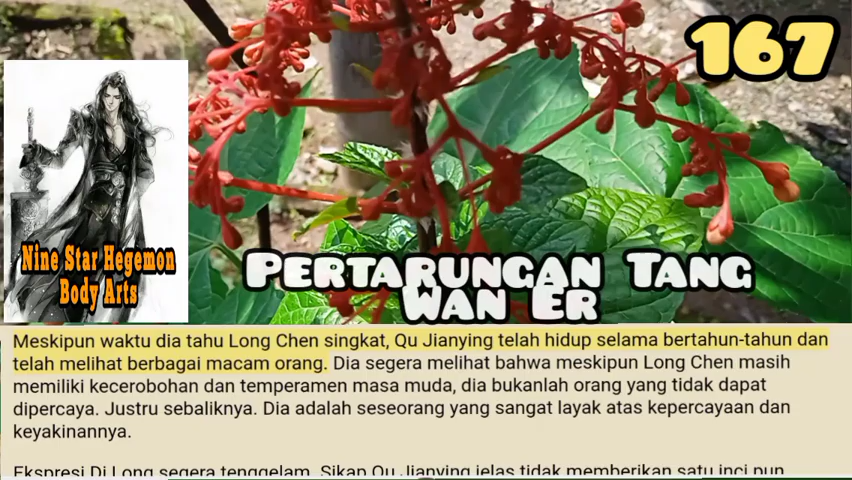 167
Nine Star Hegemon
Body Arts
PERTARUNGAN TANG
WAN ER
Meskipun waktu dia tahu Long Chen singkat, Qu Jianying telah hidup selama bertahun-tahun dan
telah melihat berbagai macam orang. Dia segera melihat bahwa meskipun Long Chen masih
memiliki kecerobohan dan temperamen masa muda, dia bukanlah orang yang tidak dapat
dipercaya. Justru sebaliknya. Dia adalah seseorang yang sangat layak atas kepercayaan dan
keyakinannya.
Ekspresi Di Long segera tenggelam. Sikap Qu Jianying jelas tidak memberikan satu inci pun